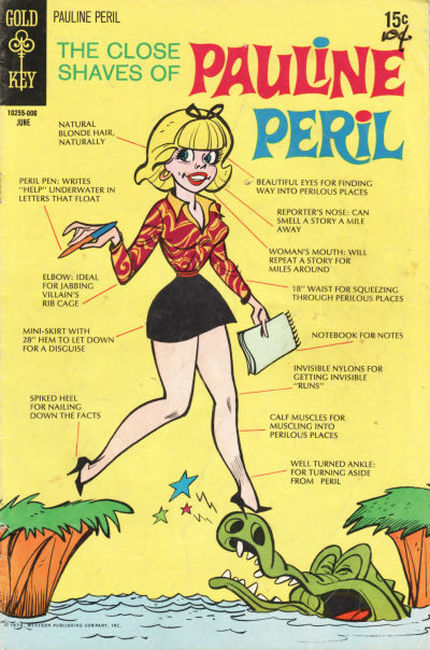 GOLD
KEY
PAULINE PERIL
15¢
10¢
10255-006
JUNE
THE CLOSE
SHAVES OF
PAULINE
PERIL
NATURAL
BLONDE HAIR,
NATURALLY
PERIL PEN: WRITES
"HELP" UNDERWATER IN
LETTERS THAT FLOAT
BEAUTIFUL EYES FOR FINDING
WAY INTO PERILOUS PLACES
REPORTER'S NOSE: CAN
SMELL A STORY A MILE
AWAY
WOMAN'S MOUTH: WILL
REPEAT A STORY FOR
MILES AROUND
ELBOW: IDEAL
FOR JABBING
VILLAIN'S
RIB CAGE
18" WAIST FOR SQUEEZING
THROUGH PERILOUS PLACES
MINI-SKIRT WITH
28" HEM TO LET DOWN
FOR A DISGUISE
NOTEBOOK FOR NOTES
INVISIBLE NYLONS FOR
GETTING INVISIBLE
"RUNS"
SPIKED HEEL
FOR NAILING
DOWN THE FACTS
CALF MUSCLES FOR
MUSCLING INTO
PERILOUS PLACES
WELL TURNED ANKLE:
FOR TURNING ASIDE
FROM PERIL
© 1970, WESTERN PUBLISHING COMPANY, INC.